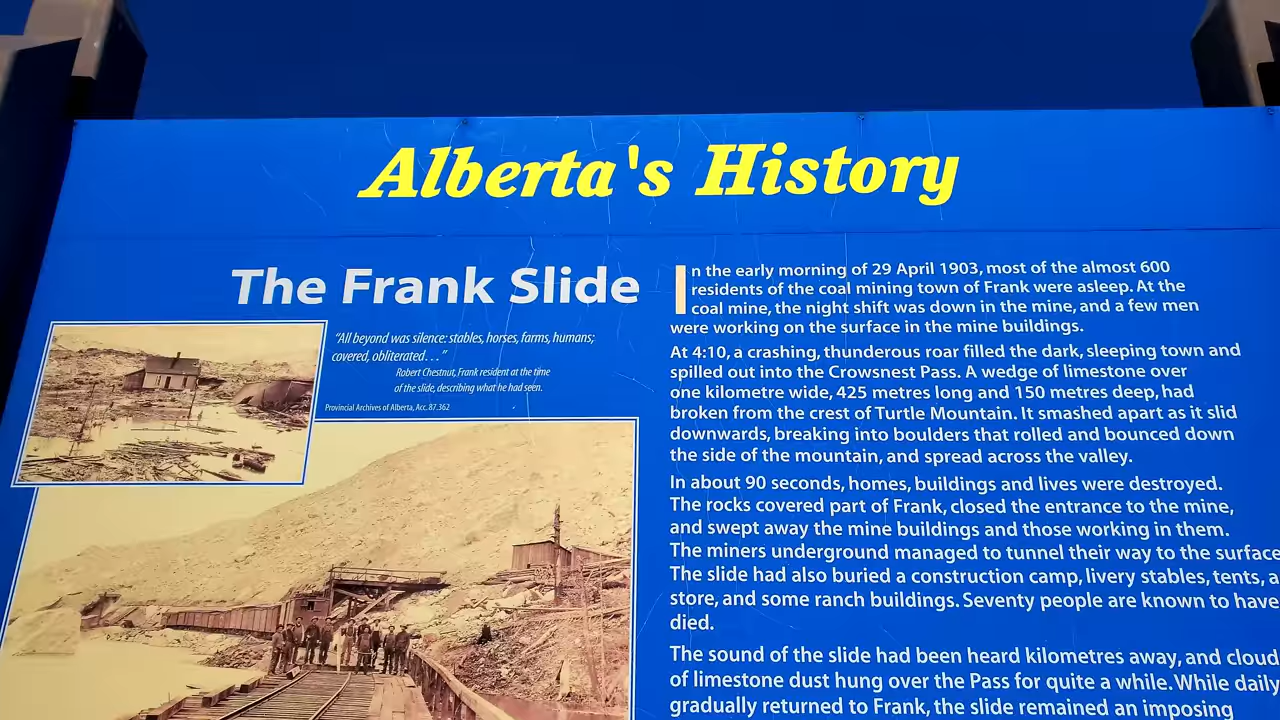 Alberta's History
The Frank Slide
"All beyond was silence: stables, horses, farms, humans;
covered, obliterated..."
Robert Chestnut, Frank resident at the time
of the slide, describing what he had seen.
Provincial Archives of Alberta, Acc. 87.362
In the early morning of 29 April 1903, most of the almost 600
residents of the coal mining town of Frank were asleep. At the
coal mine, the night shift was down in the mine, and a few men
were working on the surface in the mine buildings.
At 4:10, a crashing, thunderous roar filled the dark, sleeping town and
spilled out into the Crowsnest Pass. A wedge of limestone over
one kilometre wide, 425 metres long and 150 metres deep, had
broken from the crest of Turtle Mountain. It smashed apart as it slid
downwards, breaking into boulders that rolled and bounced down
the side of the mountain, and spread across the valley.
In about 90 seconds, homes, buildings and lives were destroyed.
The rocks covered part of Frank, closed the entrance to the mine,
and swept away the mine buildings and those working in them.
The miners underground managed to tunnel their way to the surface
The slide had also buried a construction camp, livery stables, tents, a
store, and some ranch buildings. Seventy people are known to have
died.
The sound of the slide had been heard kilometres away, and cloud
of limestone dust hung over the Pass for quite a while. While daily
gradually returned to Frank, the slide remained an imposing